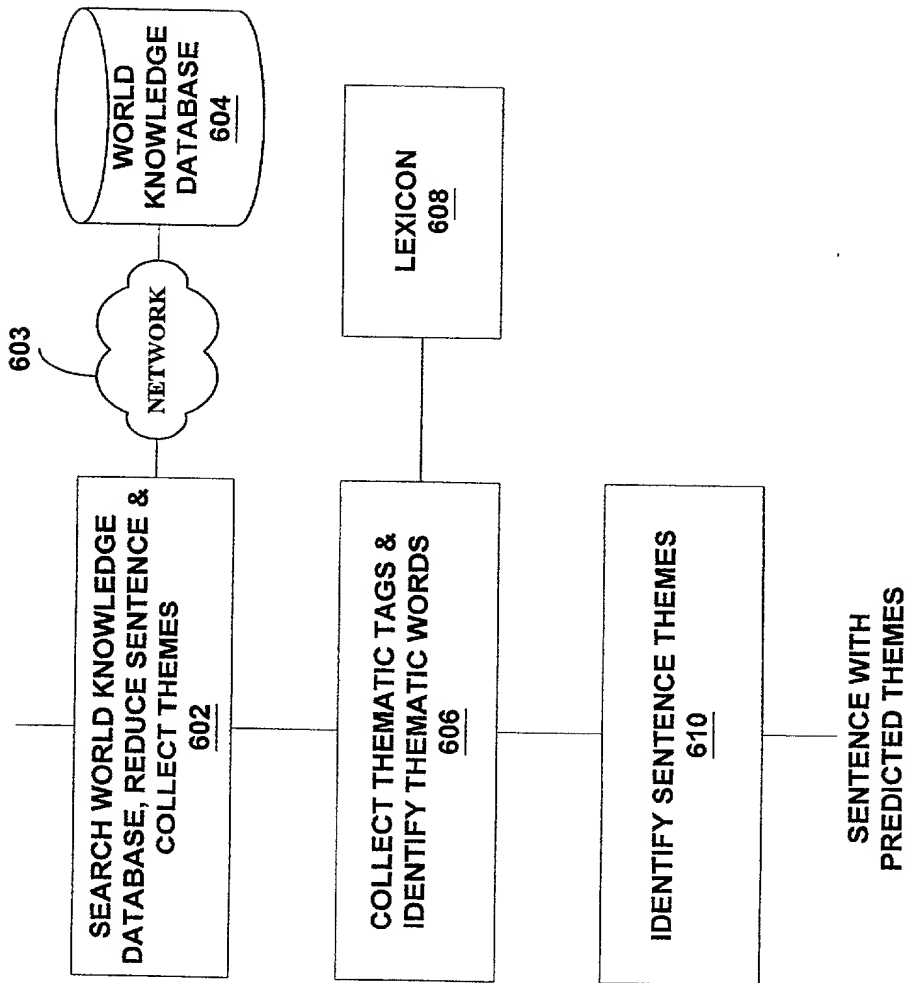 603
WORLD
KNOWLEDGE
DATABASE
604
NETWORK
SEARCH WORLD KNOWLEDGE
DATABASE, REDUCE SENTENCE &
COLLECT THEMES
602
LEXICON
608
COLLECT THEMATIC TAGS &
IDENTIFY THEMATIC WORDS
606
IDENTIFY SENTENCE THEMES
610
SENTENCE WITH
PREDICTED THEMES